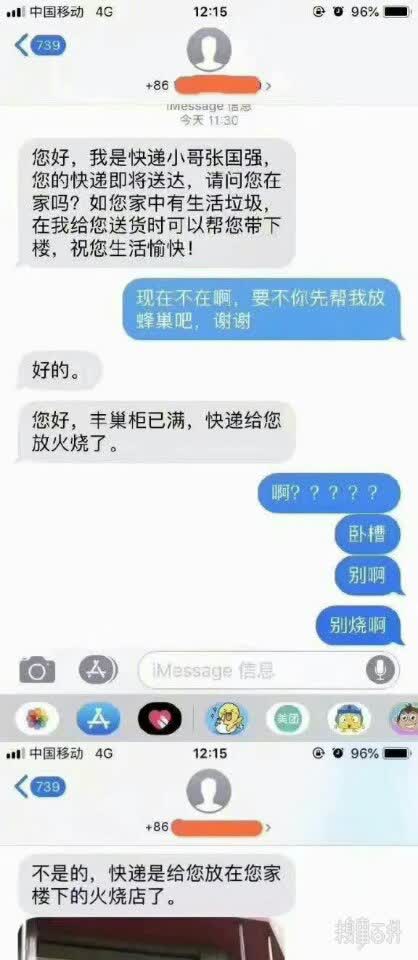 中国移动 4G 12:15 96%
739
+86
iMessage 信息
今天 11:30
您好，我是快递小哥张国强，
您的快递即将送达，请问您在
家吗？如您家中有生活垃圾，
在我给您送货时可以帮您带下
楼，祝您生活愉快！
现在不在啊，要不你先帮我放
蜂巢吧，谢谢
好的。
您好，丰巢柜已满，快递给您
放火烧了。
啊？？？？？
卧槽
别啊
别烧啊
iMessage 信息
美团
中国移动 4G 12:15 96%
739
+86
不是的，快递是给您放在您家
楼下的火烧店了。